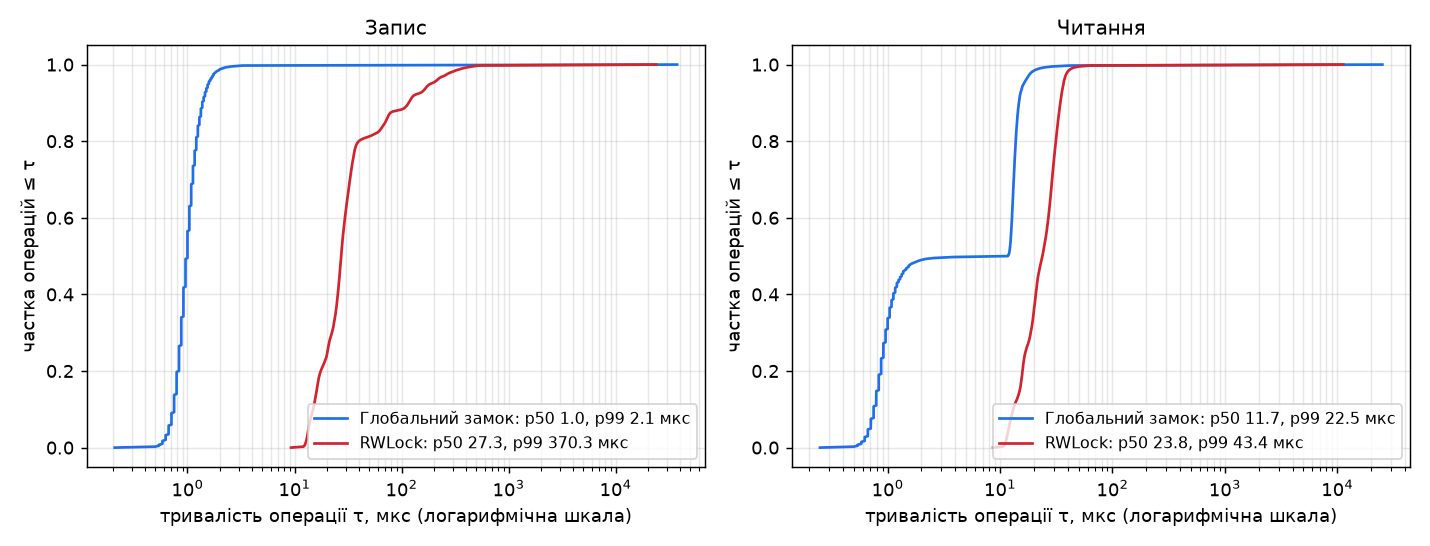 Запис
1.0
0.8
0.6
0.4
0.2
0.0
частка операцій ≤ τ
Глобальний замок: p50 1.0, p99 2.1 мкс
RWLock: p50 27.3, p99 370.3 мкс
10⁰ 10¹ 10² 10³ 10⁴
тривалість операції τ, мкс (логарифмічна шкала)
Читання
1.0
0.8
0.6
0.4
0.2
0.0
частка операцій ≤ τ
Глобальний замок: p50 11.7, p99 22.5 мкс
RWLock: p50 23.8, p99 43.4 мкс
10⁰ 10¹ 10² 10³ 10⁴
тривалість операції τ, мкс (логарифмічна шкала)